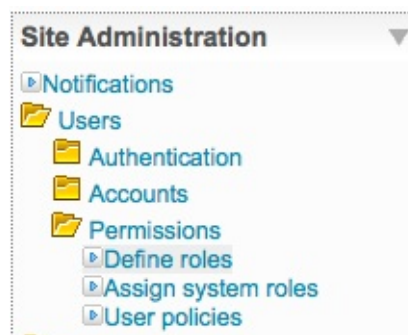 Site Administration
Notifications
Users
Authentication
Accounts
Permissions
Define roles
Assign system roles
User policies